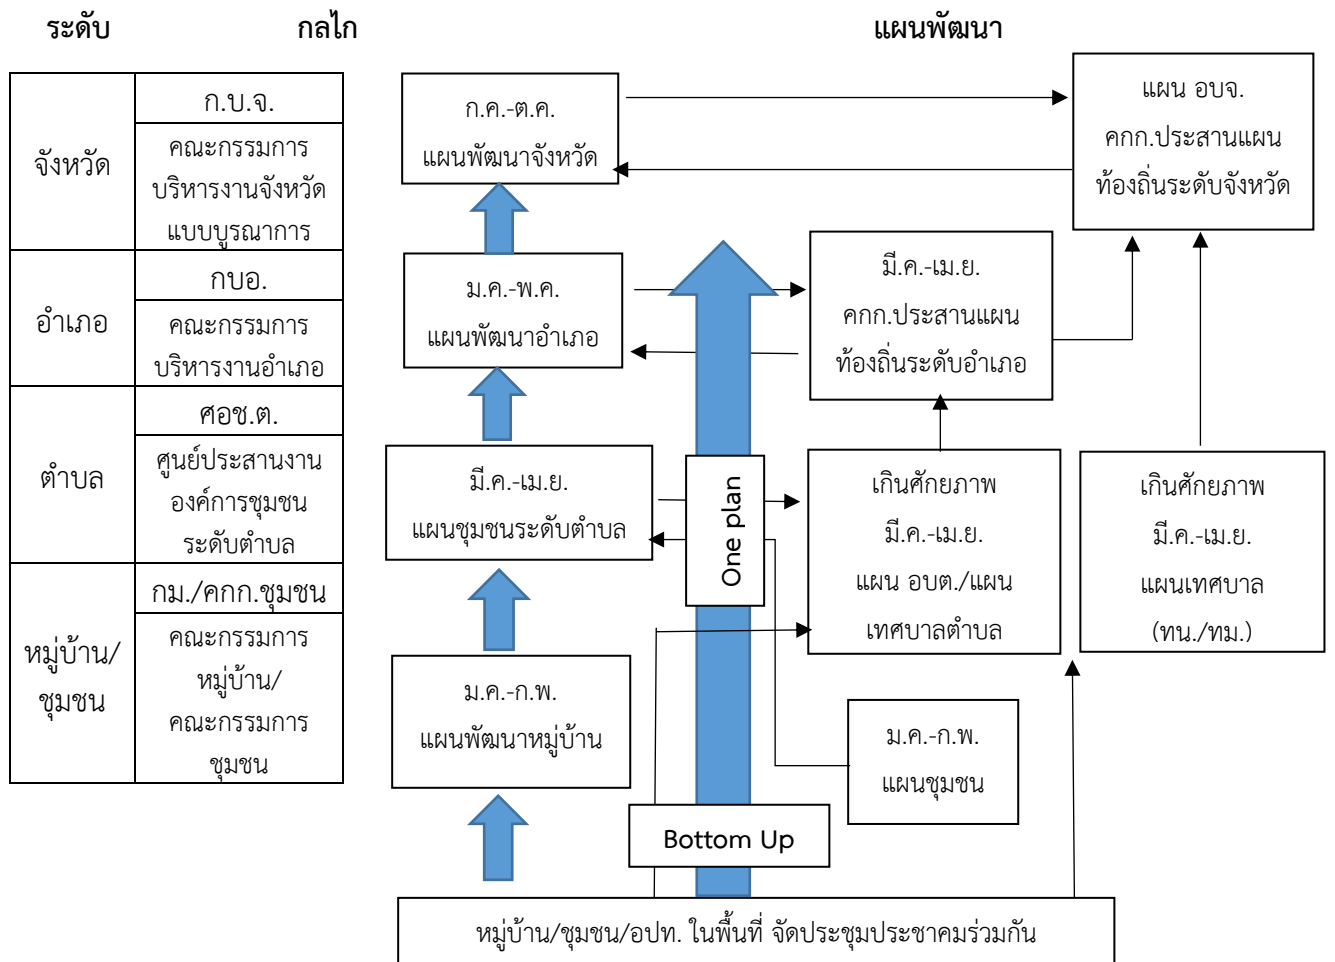 ระดับ
กลไก
แผนพัฒนา
จังหวัด
ก.บ.จ.
คณะกรรมการ
บริหารงานจังหวัด
แบบบูรณาการ
อำเภอ
กบอ.
คณะกรรมการ
บริหารงานอำเภอ
ตำบล
ศอช.ต.
ศูนย์ประสานงาน
องค์การชุมชน
ระดับตำบล
หมู่บ้าน/
ชุมชน
กม./คกก.ชุมชน
คณะกรรมการ
หมู่บ้าน/
คณะกรรมการ
ชุมชน
ก.ค.-ต.ค.
แผนพัฒนาจังหวัด
แผน อบจ.
คกก.ประสานแผน
ท้องถิ่นระดับจังหวัด
ม.ค.-พ.ค.
แผนพัฒนาอำเภอ
มี.ค.-เม.ย.
คกก.ประสานแผน
ท้องถิ่นระดับอำเภอ
มี.ค.-เม.ย.
แผนชุมชนระดับตำบล
One plan
เกินศักยภาพ
มี.ค.-เม.ย.
แผน อบต./แผน
เทศบาลตำบล
เกินศักยภาพ
มี.ค.-เม.ย.
แผนเทศบาล
(ทน./ทม.)
ม.ค.-ก.พ.
แผนพัฒนาหมู่บ้าน
ม.ค.-ก.พ.
แผนชุมชน
Bottom Up
หมู่บ้าน/ชุมชน/อปท. ในพื้นที่ จัดประชุมประชาคมร่วมกัน